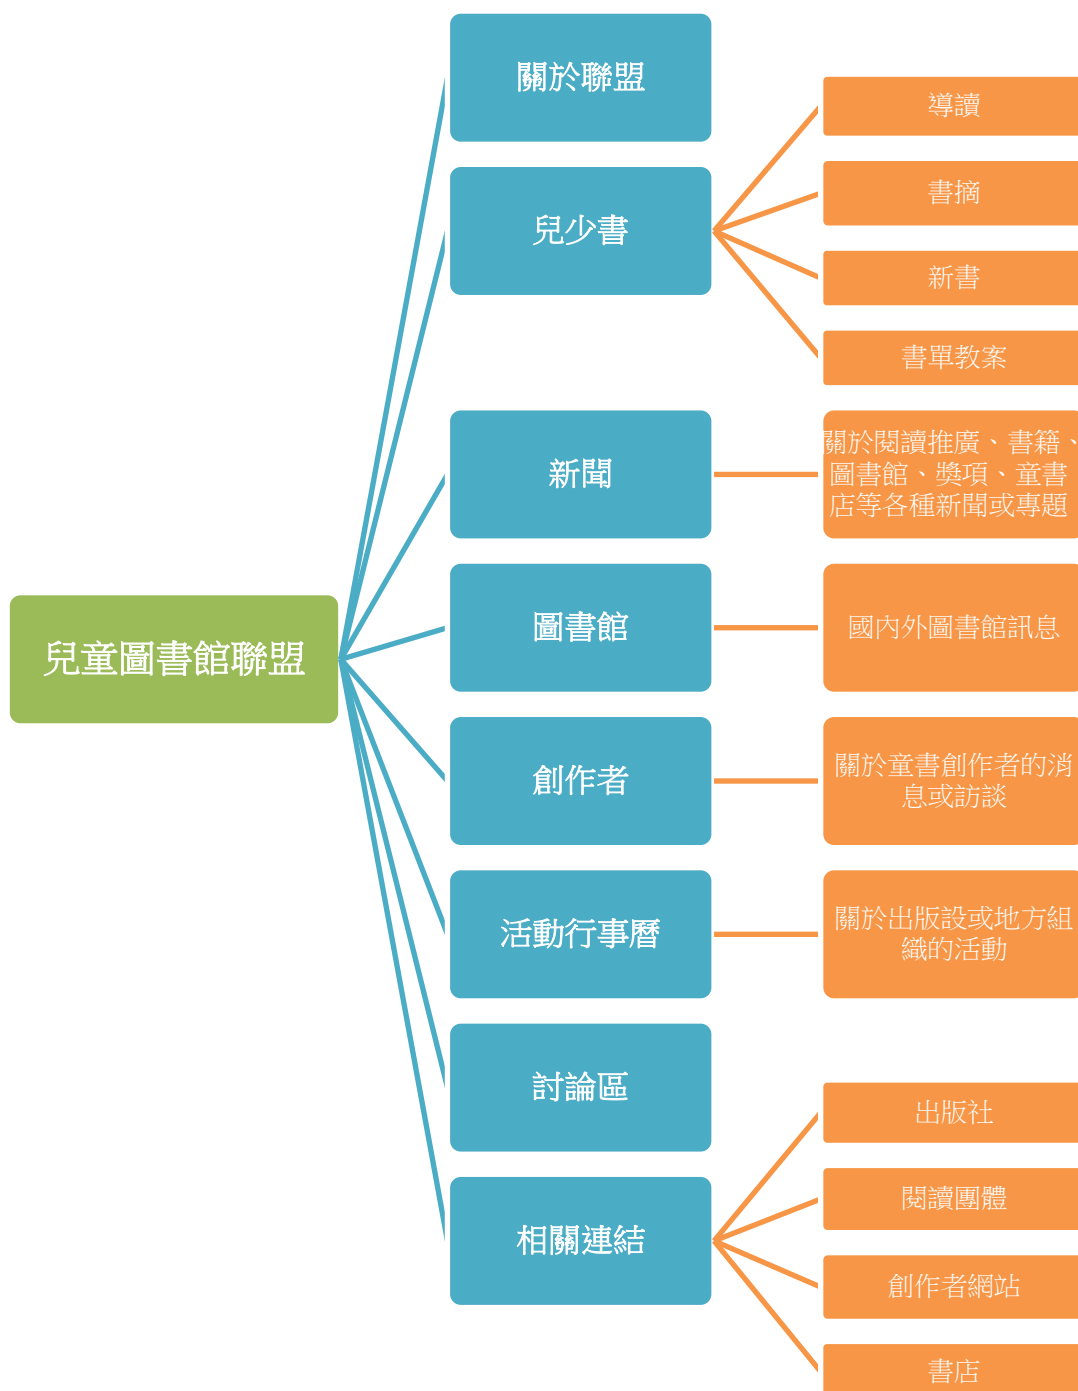 兒童圖書館聯盟
關於聯盟
兒少書
導讀
書摘
新書
書單教案
新聞
關於閱讀推廣、書籍、
圖書館、獎項、童書
店等各種新聞或專題
圖書館
國內外圖書館訊息
創作者
關於童書創作者的消
息或訪談
活動行事曆
關於出版設或地方組
織的活動
討論區
相關連結
出版社
閱讀團體
創作者網站
書店